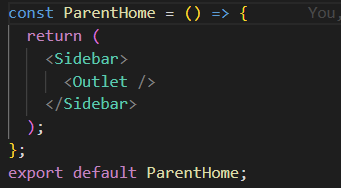 const ParentHome = () => { You,
  return (
    <Sidebar>
      <Outlet />
    </Sidebar>
  );
};
export default ParentHome;